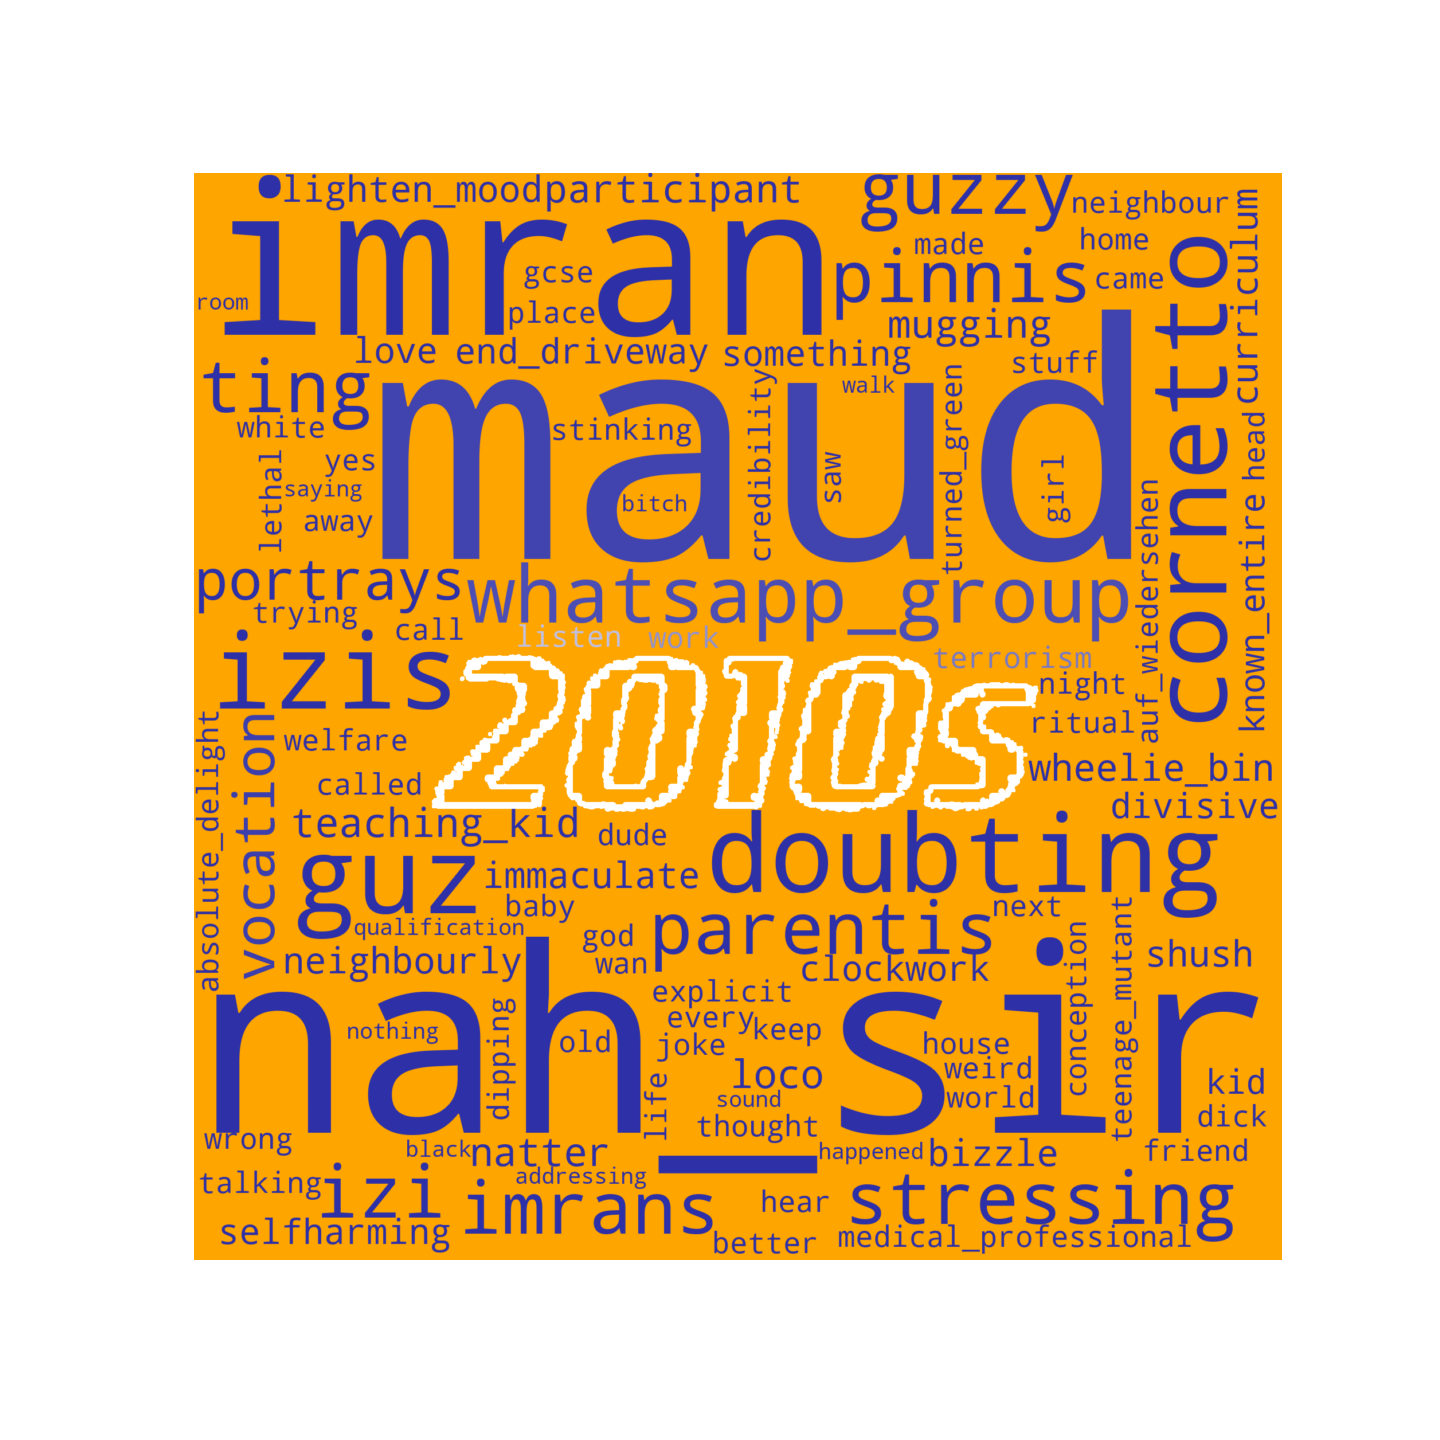 lighten_mood participant
guzzy
neighbour
imran
made
home
curriculum
gcse
pinnis
came
cornetto
room
place
mugging
love
end_driveway
something
stuff
ting
maud
walk
credibility
turned_green
white
stinking
yes
lethal
saying
bitch
saw
girl
head
away
auf_wiedersehen
known_entire
portrays
whatsapp_group
trying
call
listen
work
terrorism
izis
2010s
night
ritual
absolute_delight
vocation
welfare
wheelie_bin
called
divisive
teaching_kid
dude
doubting
guz
immaculate
baby
next
qualification
parentis
god
neighbourly
wan
clockwork
shush
conception
teenage_mutant
nah_sir
explicit
dipping
every
keep
nothing
old
joke
house
weird
loco
kid
life
sound
world
thought
dick
wrong
black
natter
happened
bizzle
friend
talking
izi
addressing
imrans
hear
stressing
selfharming
better
medical_professional